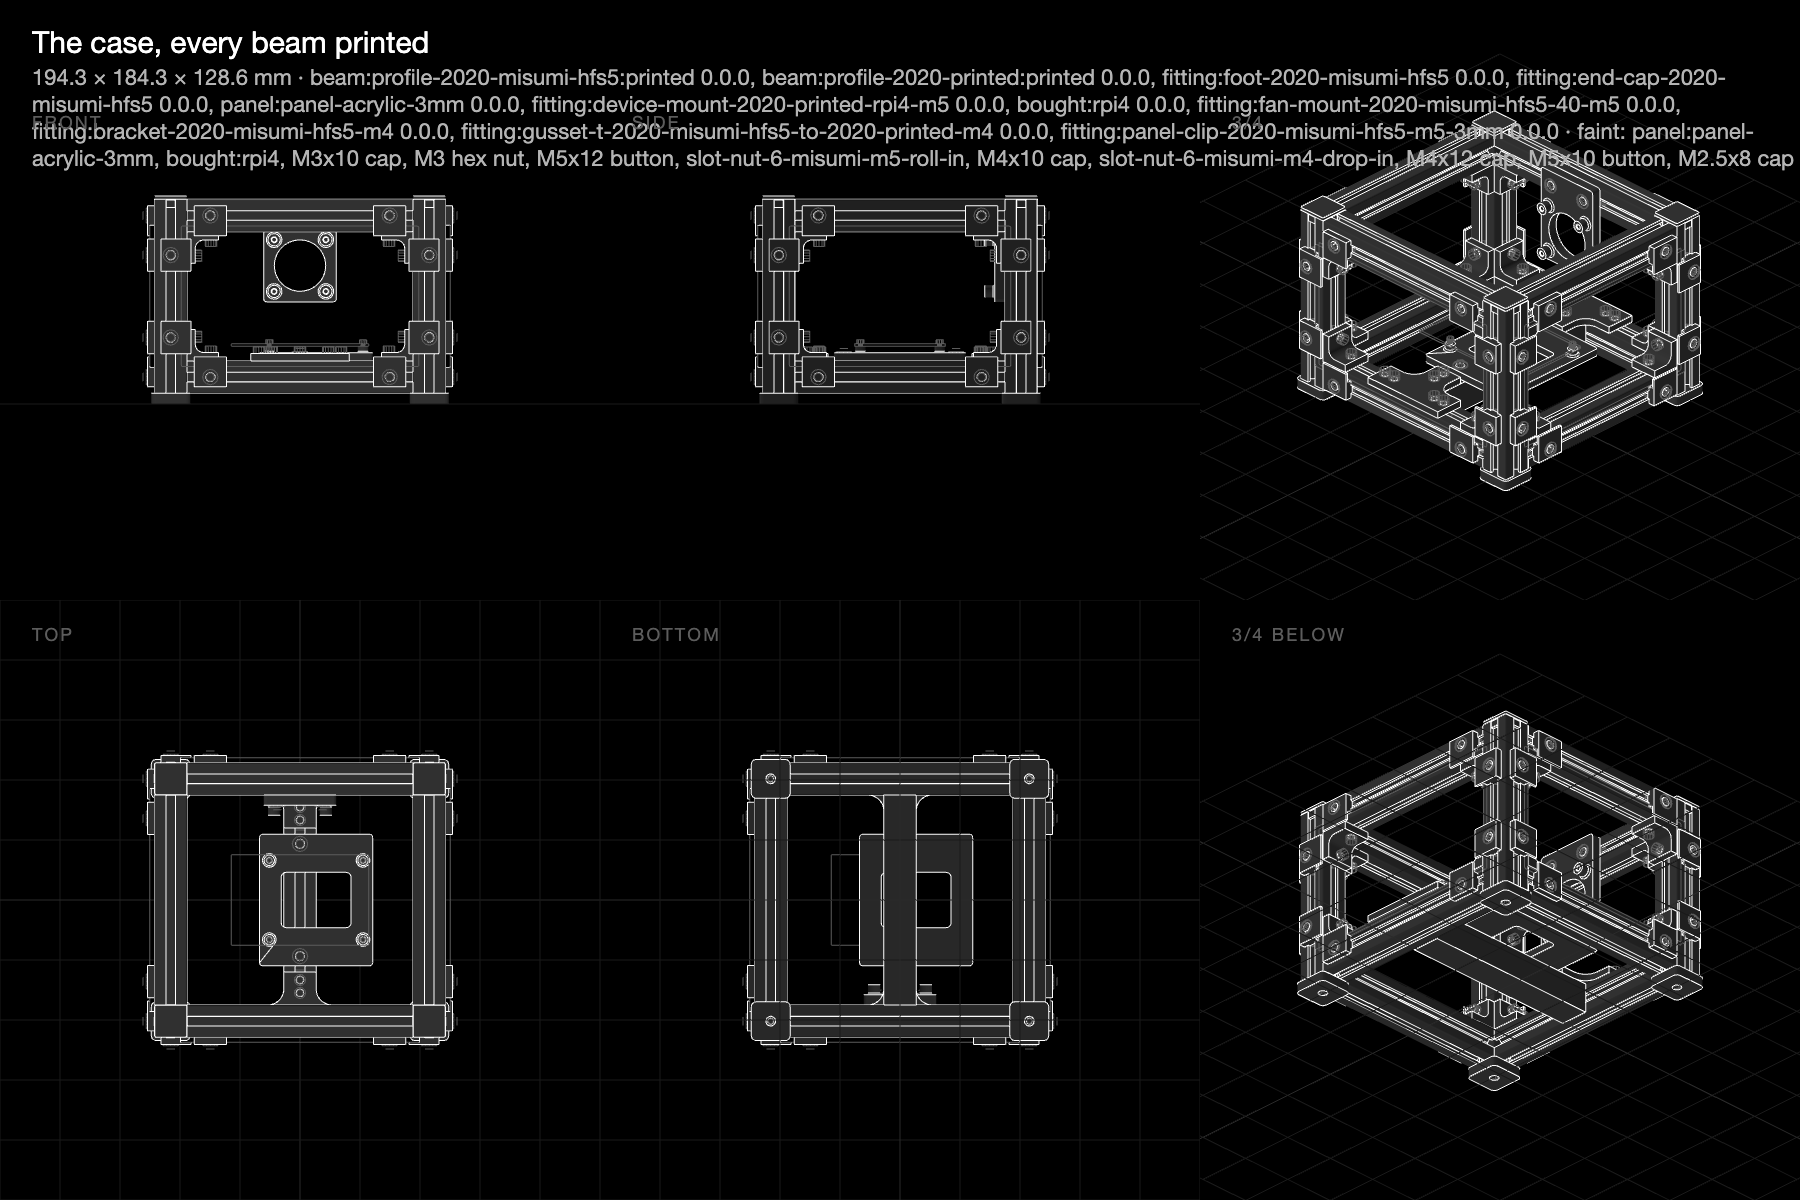 The case, every beam printed
194.3 × 184.3 × 128.6 mm · beam:profile-2020-misumi-hfs5:printed 0.0.0, beam:profile-2020-printed:printed 0.0.0, fitting:foot-2020-misumi-hfs5 0.0.0, fitting:end-cap-2020-
misumi-hfs5 0.0.0, panel:panel-acrylic-3mm 0.0.0, fitting:device-mount-2020-printed-rpi4-m5 0.0.0, bought:rpi4 0.0.0, fitting:fan-mount-2020-misumi-hfs5-40-m5 0.0.0,
FRONT SIDE 3/4
fitting:bracket-2020-misumi-hfs5-m4 0.0.0, fitting:gusset-t-2020-misumi-hfs5-to-2020-printed-m4 0.0.0, fitting:panel-clip-2020-misumi-hfs5-m5-3mm 0.0.0 · faint: panel:panel-
acrylic-3mm, bought:rpi4, M3x10 cap, M3 hex nut, M5x12 button, slot-nut-6-misumi-m5-roll-in, M4x10 cap, slot-nut-6-misumi-m4-drop-in, M4x12 cap, M5x10 button, M2.5x8 cap
TOP BOTTOM 3/4 BELOW